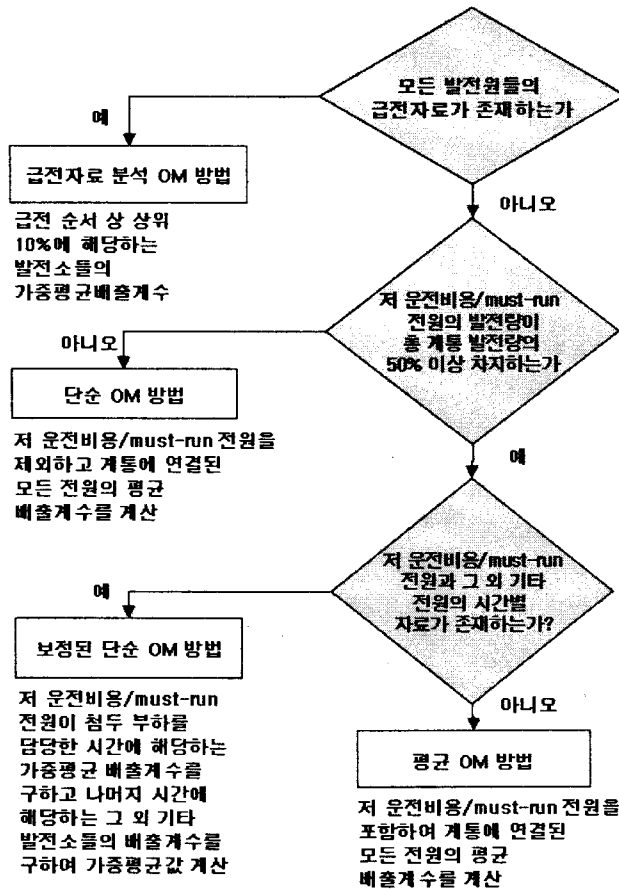 모든 발전원들의
급전자료가 존재하는가
예
급전자료 분석 OM 방법
급전 순서 상 상위
10%에 해당하는
발전소들의
가중평균배출계수
아니오
저 운전비용/must-run
전원의 발전량이
총 계통 발전량의
50% 이상 차지하는가
아니오
단순 OM 방법
저 운전비용/must-run 전원을
제외하고 계통에 연결된
모든 전원의 평균
배출계수를 계산
예
저 운전비용/must-run
전원과 그 외 기타
전원의 시간별
자료가 존재하는가?
예
보정된 단순 OM 방법
저 운전비용/must-run
전원이 첨두 부하를
담당한 시간에 해당하는
가중평균 배출계수를
구하고 나머지 시간에
해당하는 그 외 기타
발전소들의 배출계수를
구하여 가중평균값 계산
아니오
평균 OM 방법
저 운전비용/must-run 전원을
포함하여 계통에 연결된
모든 전원의 평균
배출계수를 계산